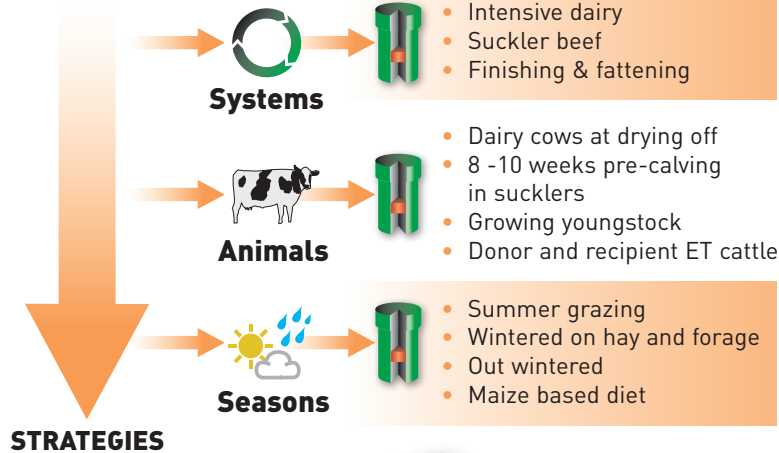 • Intensive dairy
• Suckler beef
• Finishing & fattening
Systems
• Dairy cows at drying off
• 8 -10 weeks pre-calving
in sucklers
• Growing youngstock
• Donor and recipient ET cattle
Animals
• Summer grazing
• Wintered on hay and forage
• Out wintered
• Maize based diet
Seasons
STRATEGIES